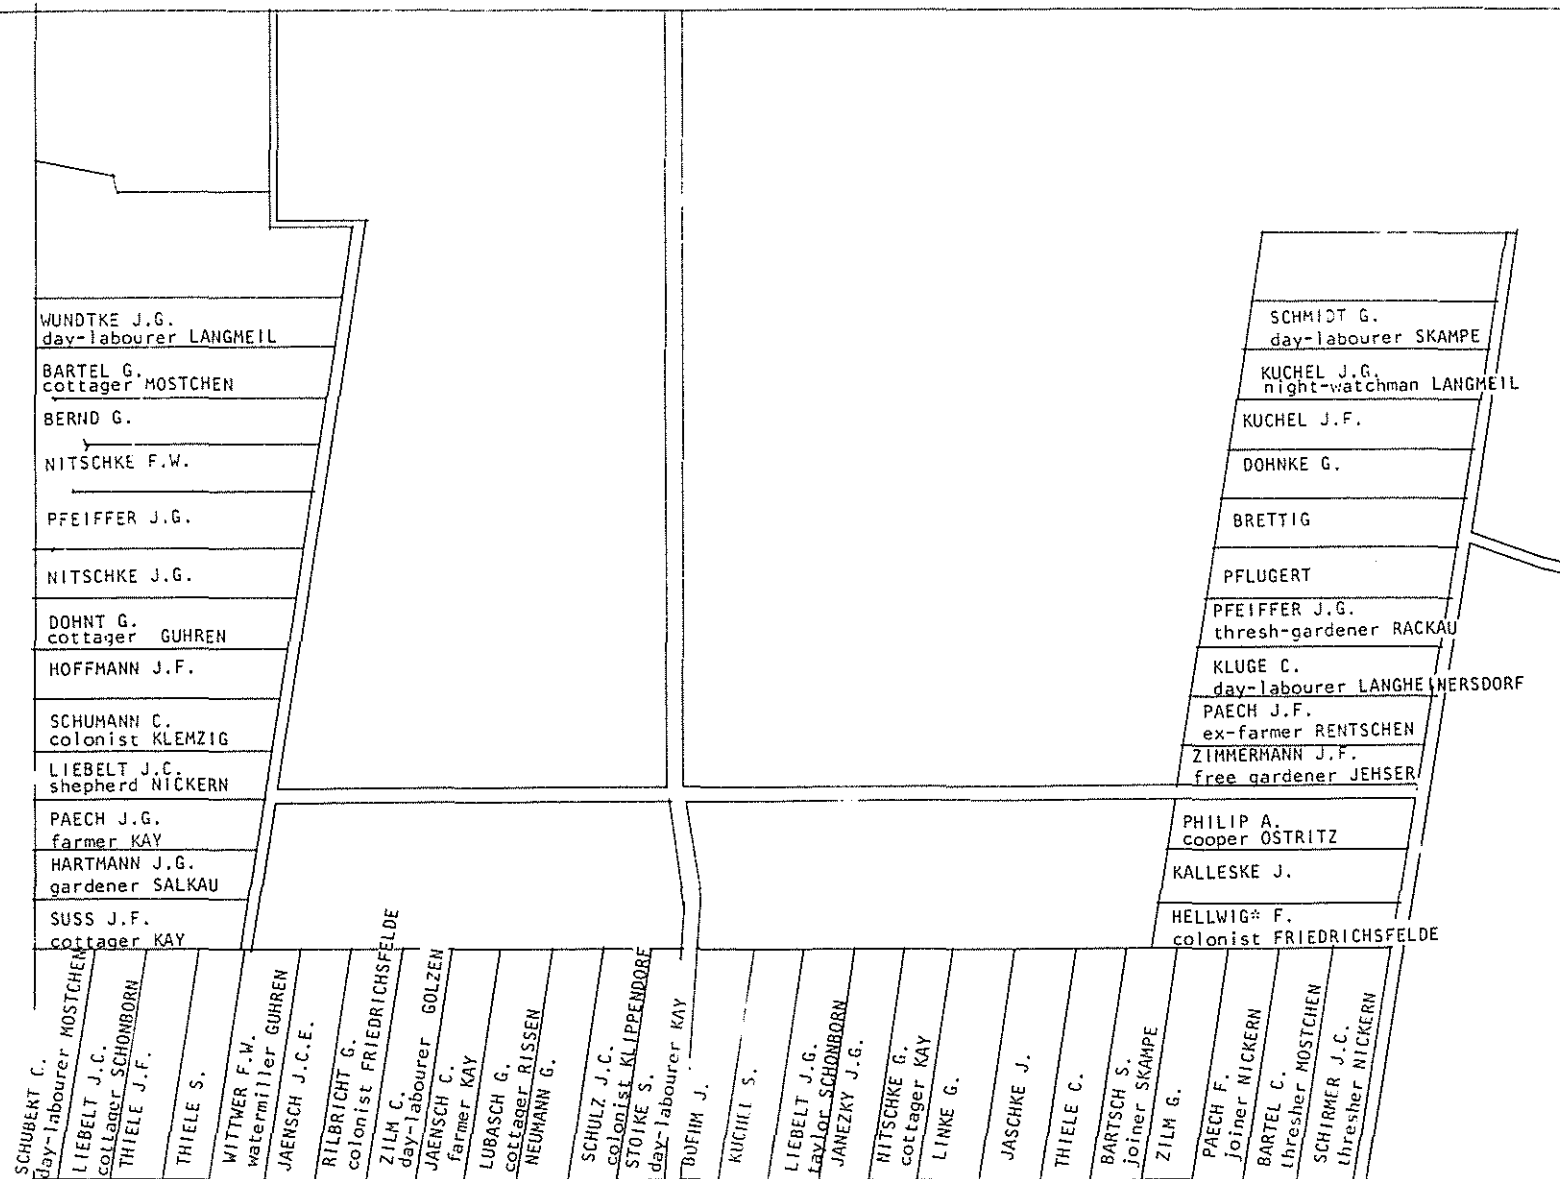 WUNDTKE J.G.
day-labourer LANGMEIL
BARTEL G.
cottager MOSTCHEN
BERND G.
NITSCHKE F.W.
PFEIFFER J.G.
NITSCHKE J.G.
DOHNT G.
cottager GUHREN
HOFFMANN J.F.
SCHUMANN C.
colonist KLEMZIG
LIEBELT J.C.
shepherd NICKERN
PAECH J.G.
farmer KAY
HARTMANN J.G.
gardener SALKAU
SUSS J.F.
cottager KAY
SCHMIDT G.
day-labourer SKAMPE
KUCHEL J.G.
night-watchman LANGMEIL
KUCHEL J.F.
DOHNKE G.
BRETTIG
PFLUGERT
PFEIFFER J.G.
thresh-gardener RACKAU
KLUGE C.
day-labourer LANGHEINERSDORF
PAECH J.F.
ex-farmer RENTSCHEN
ZIMMERMANN J.F.
free gardener JEHSER
PHILIP A.
cooper OSTRITZ
KALLESKE J.
HELLWIG* F.
colonist FRIEDRICHSFELDE
SCHUBERT C.
day-labourer MOSTCHEN
LIEBELT J.C.
cottager SCHONBORN
THIELE J.F.
THIELE S.
WITTWER F.W.
watermiller GUHREN
JAENSCH J.C.E.
RILBRICHT G.
colonist FRIEDRICHSFELDE
ZILM C.
day-labourer GOLZEN
JAENSCH C.
farmer KAY
LUBASCH G.
cottager RISSEN
NEUMANN G.
SCHULZ J.C.
colonist KLIPPENDORF
STOIKE S.
day-labourer KAY
BOEHM J.
KUCHEL S.
LIEBELT J.G.
taylor SCHONBORN
JANEZKY J.G.
NITSCHKE G.
cottager KAY
LINKE G.
JASCHKE J.
THIELE C.
BARTSCH S.
joiner SKAMPE
ZILM G.
PAECH F.
joiner NICKERN
BARTEL C.
thresher MOSTCHEN
SCHIRMER J.C.
thresher NICKERN